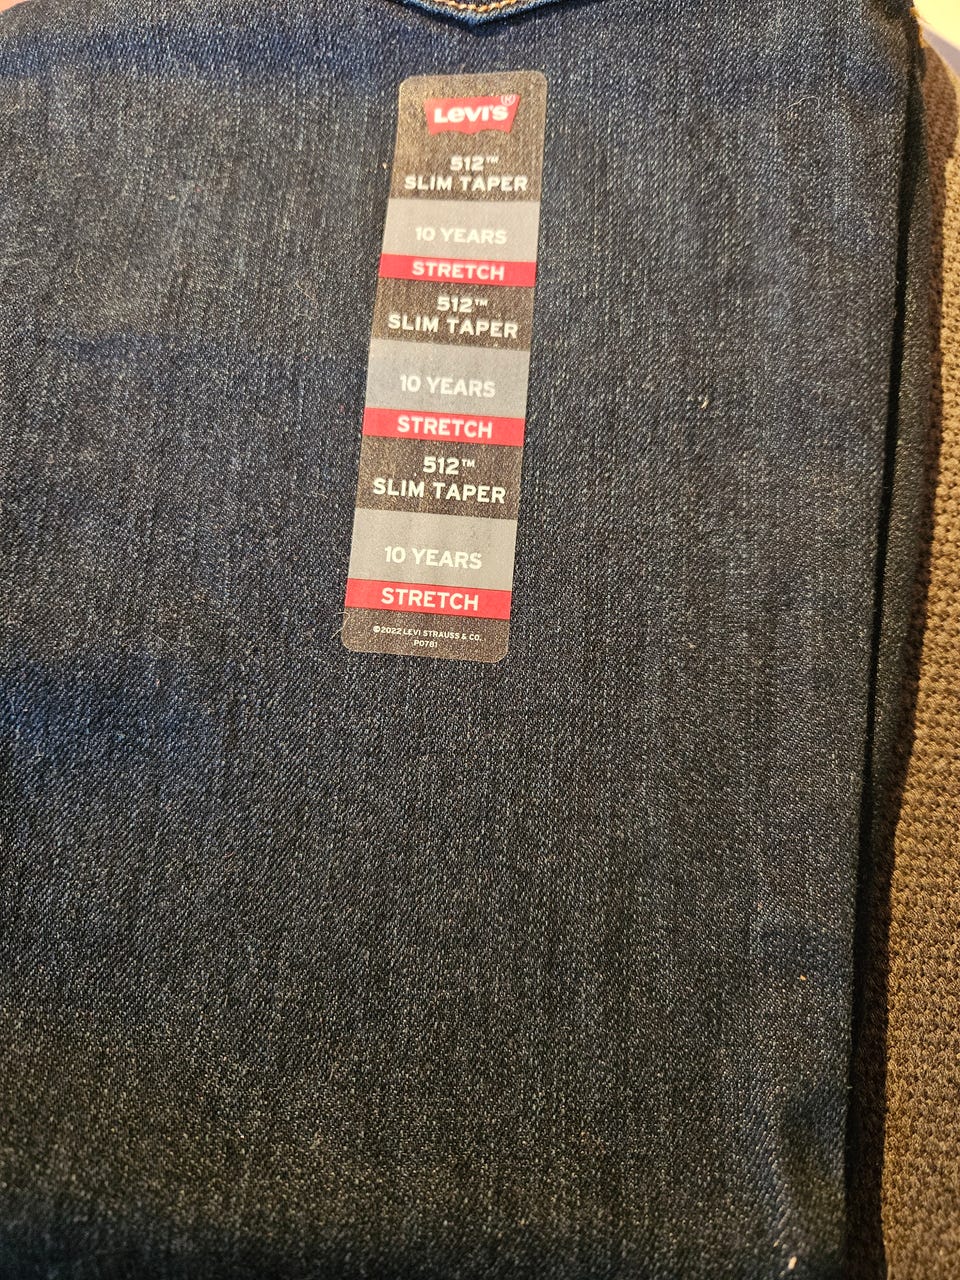 Levi's®
512™
SLIM TAPER
10 YEARS
STRETCH
512™
SLIM TAPER
10 YEARS
STRETCH
512™
SLIM TAPER
10 YEARS
STRETCH
©2022 LEVI STRAUSS & CO.
P0781